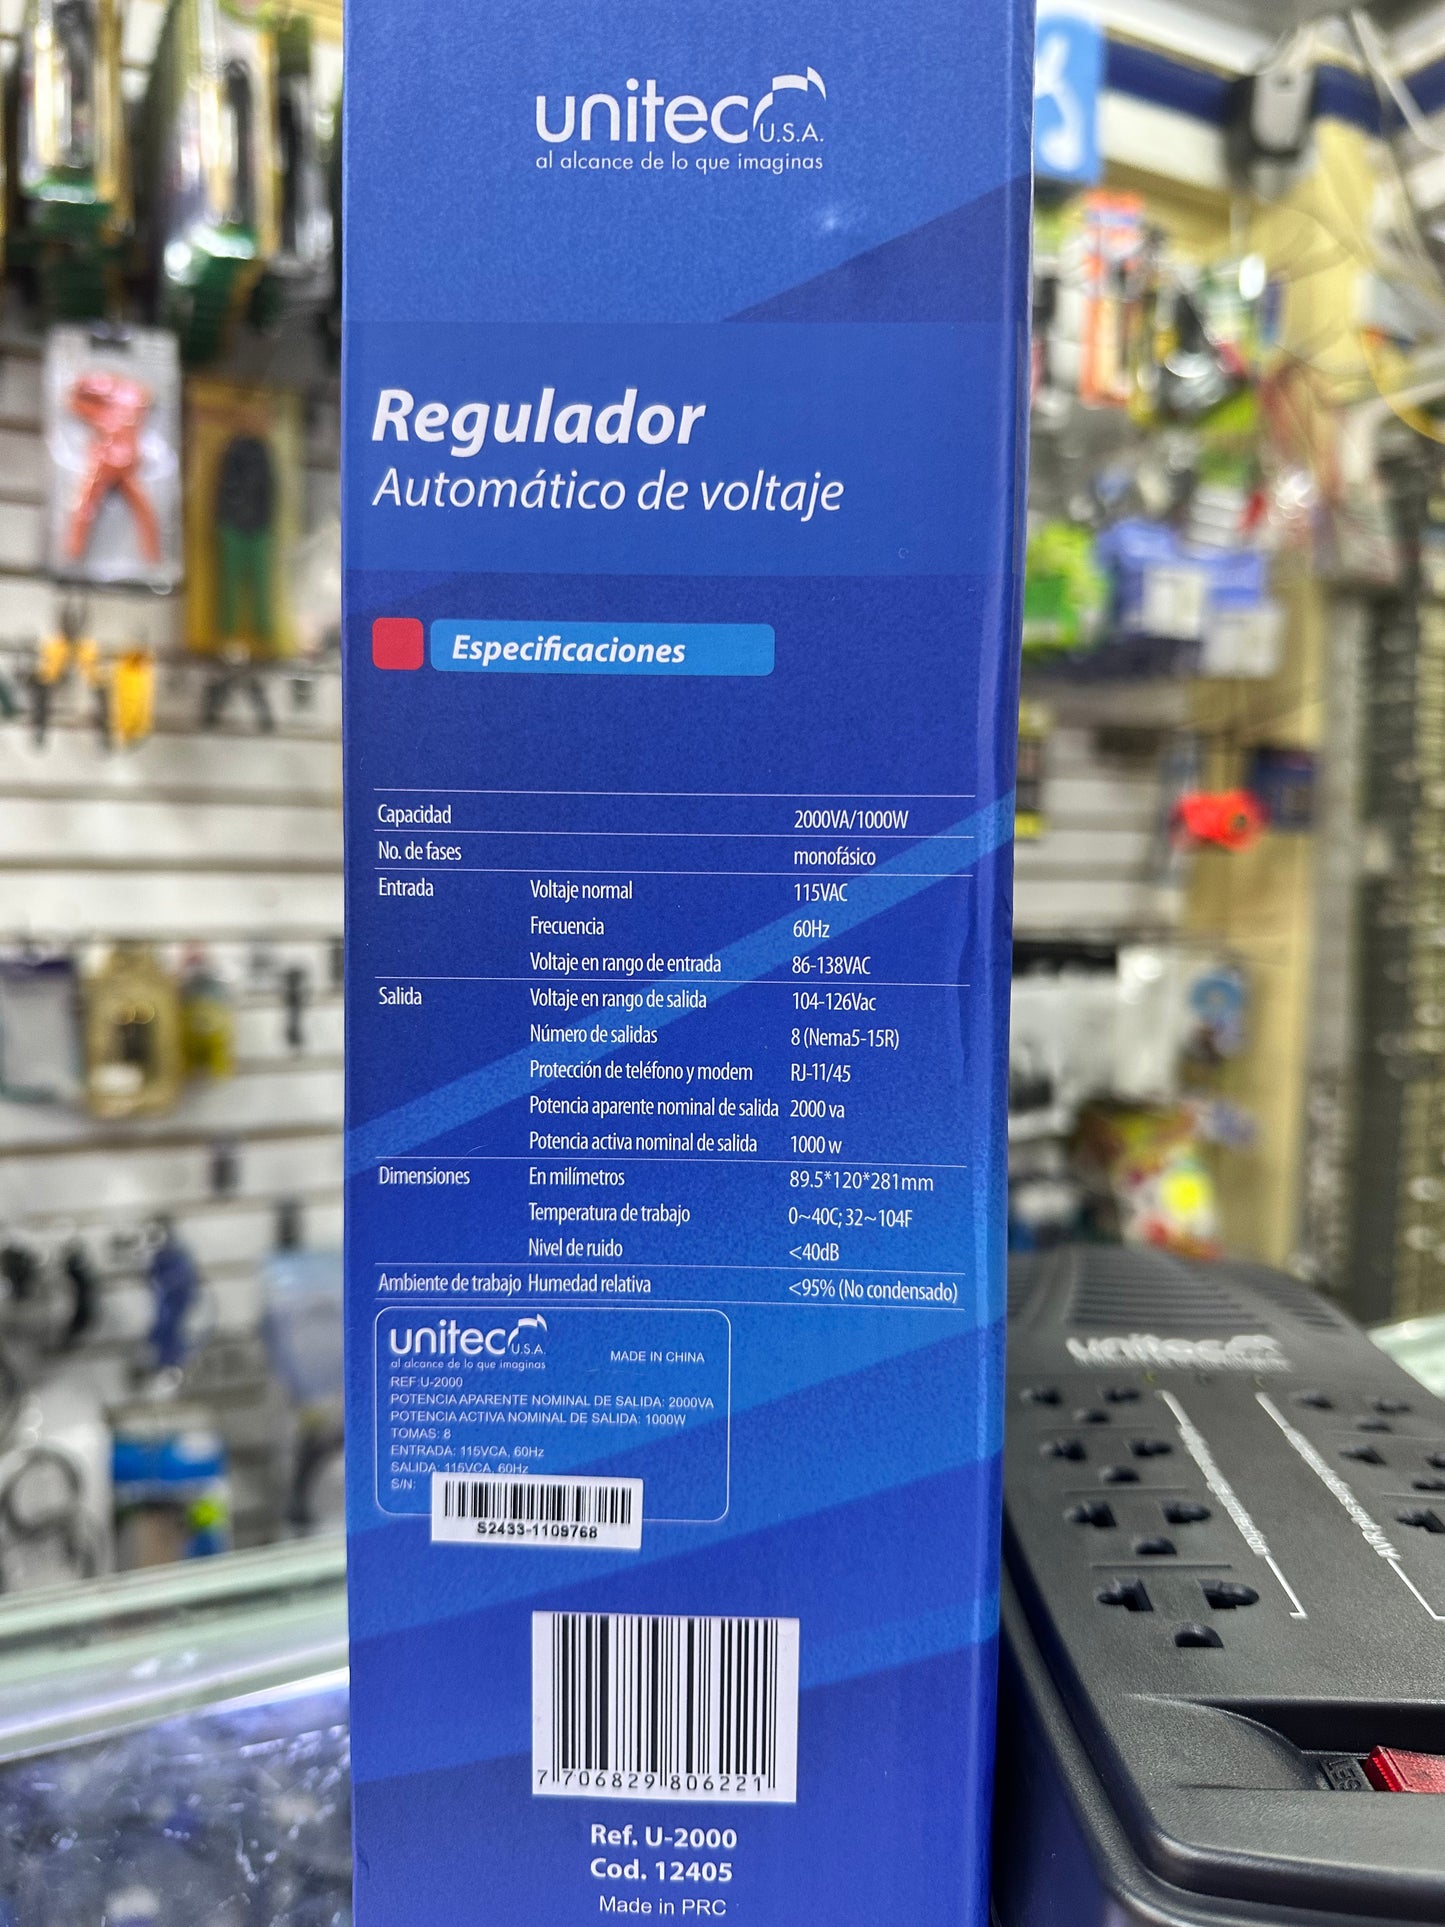 unitec U.S.A.
al alcance de lo que imaginas
Regulador
Automático de voltaje
Especificaciones
Capacidad 2000VA/1000W
No. de fases monofásico
Entrada Voltaje normal 115VAC
Frecuencia 60Hz
Voltaje en rango de entrada 86-138VAC
Salida Voltaje en rango de salida 104-126Vac
Número de salidas 8 (Nema5-15R)
Protección de teléfono y modem RJ-11/45
Potencia aparente nominal de salida 2000 va
Potencia activa nominal de salida 1000 w
Dimensiones En milímetros 89.5*120*281mm
Temperatura de trabajo 0~40C; 32~104F
Nivel de ruido <40dB
Ambiente de trabajo Humedad relativa <95% (No condensado)
unitec U.S.A.
al alcance de lo que imaginas
MADE IN CHINA
REF:U-2000
POTENCIA APARENTE NOMINAL DE SALIDA: 2000VA
POTENCIA ACTIVA NOMINAL DE SALIDA: 1000W
TOMAS: 8
ENTRADA: 115VCA, 60Hz
SALIDA: 115VCA, 60Hz
S/N:
S2433-1109768
7 706829 806221
Ref. U-2000
Cod. 12405
Made in PRC
unitec